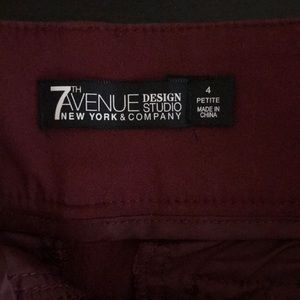 7TH
AVENUE DESIGN STUDIO
NEW YORK & COMPANY
4
PETITE
MADE IN
CHINA